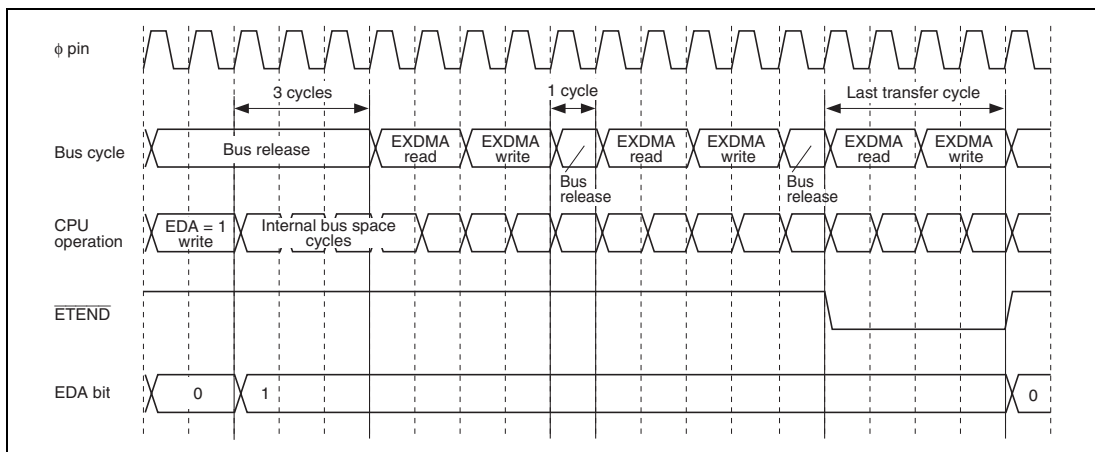 φ pin
3 cycles
1 cycle
Last transfer cycle
Bus cycle
Bus release
EXDMA read
EXDMA write
Bus release
EXDMA read
EXDMA write
Bus release
EXDMA read
EXDMA write
CPU operation
EDA = 1 write
Internal bus space cycles
ETEND
EDA bit
0
1
0